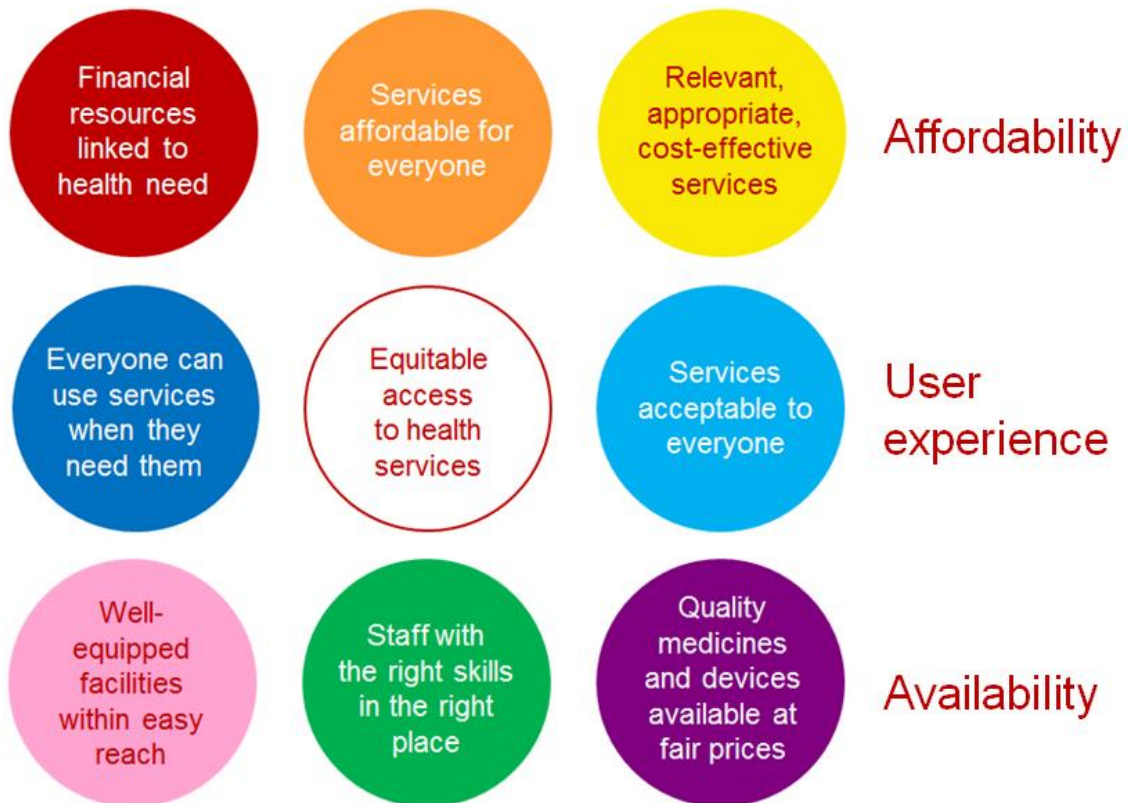 Financial
resources
linked to
health need
Services
affordable for
everyone
Relevant,
appropriate,
cost-effective
services
Affordability
Everyone can
use services
when they
need them
Equitable
access
to health
services
Services
acceptable to
everyone
User
experience
Well-
equipped
facilities
within easy
reach
Staff with
the right skills
in the right
place
Quality
medicines
and devices
available at
fair prices
Availability